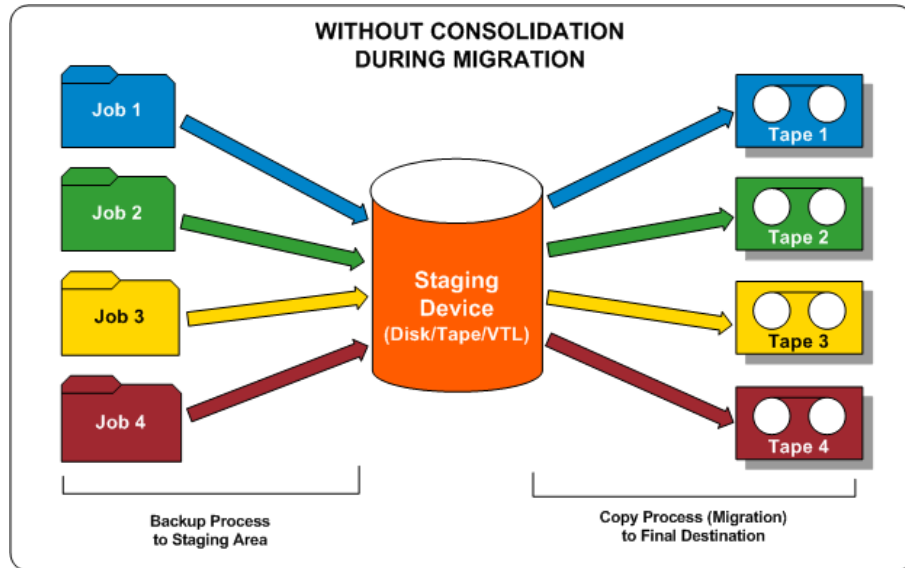 WITHOUT CONSOLIDATION
DURING MIGRATION
Job 1
Job 2
Job 3
Job 4
Staging
Device
(Disk/Tape/VTL)
Tape 1
Tape 2
Tape 3
Tape 4
Backup Process
to Staging Area
Copy Process (Migration)
to Final Destination